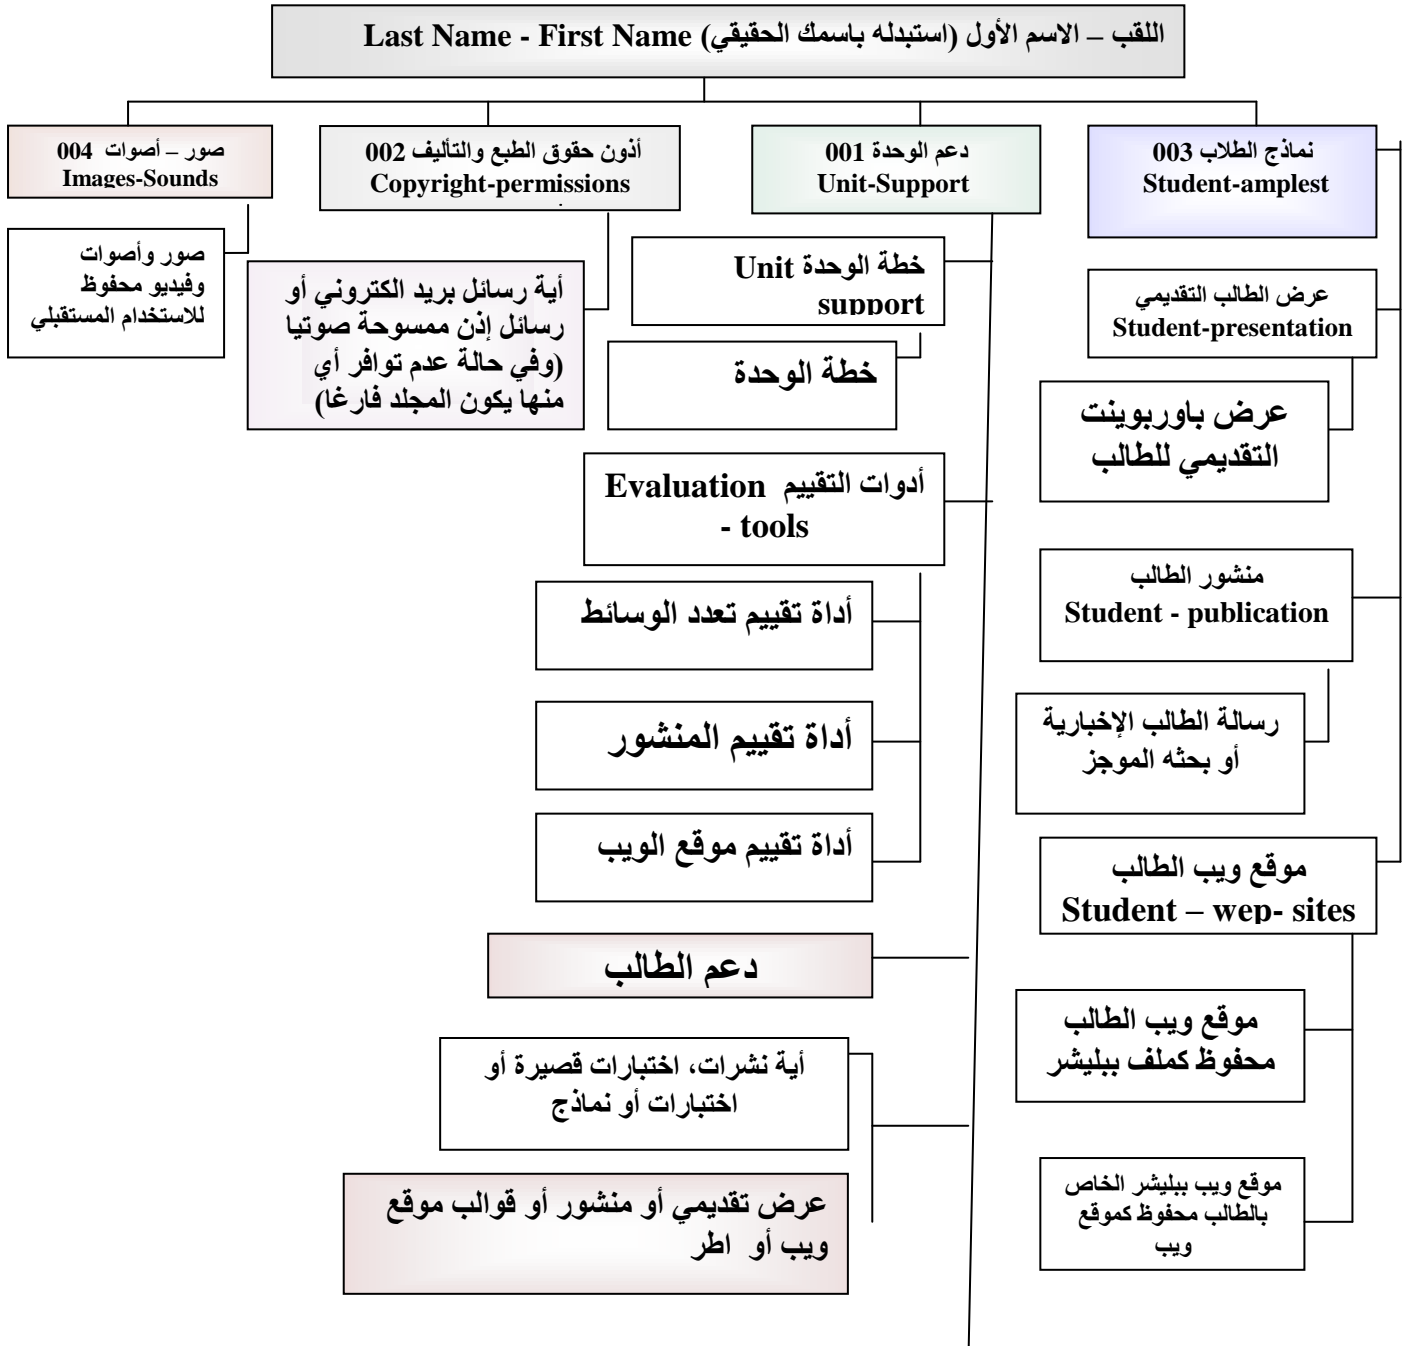 اللقب – الاسم الأول (استبدله باسمك الحقيقي) Last Name - First Name
نماذج الطلاب 003
Student-amplest
دعم الوحدة 001
Unit-Support
أذون حقوق الطبع والتأليف 002
Copyright-permissions
صور – أصوات 004
Images-Sounds
عرض الطالب التقديمي
Student-presentation
عرض باوربوينت
التقديمي للطالب
منشور الطالب
Student - publication
رسالة الطالب الإخبارية
أو بحثه الموجز
موقع ويب الطالب
Student – wep- sites
موقع ويب الطالب
محفوظ كملف ببليشر
موقع ويب ببليشر الخاص
بالطالب محفوظ كموقع
ويب
خطة الوحدة Unit
support
خطة الوحدة
أدوات التقييم Evaluation
- tools
أداة تقييم تعدد الوسائط
أداة تقييم المنشور
أداة تقييم موقع الويب
دعم الطالب
أية نشرات، اختبارات قصيرة أو
اختبارات أو نماذج
عرض تقديمي أو منشور أو قوالب موقع
ويب أو اطر
أية رسائل بريد الكتروني أو
رسائل إذن ممسوحة صوتيا
(وفي حالة عدم توافر أي
منها يكون المجلد فارغا)
صور وأصوات
وفيديو محفوظ
للاستخدام المستقبلي